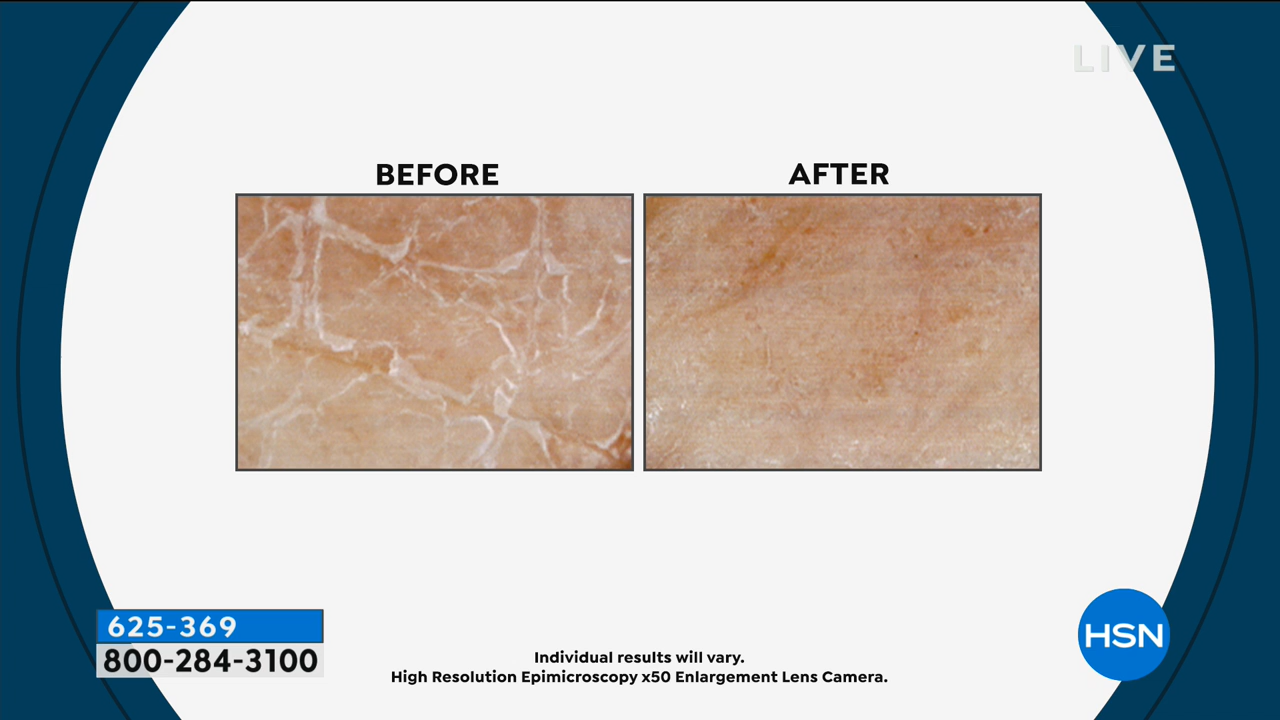 LIVE
BEFORE
AFTER
625-369
800-284-3100
Individual results will vary.
High Resolution Epimicroscopy x50 Enlargement Lens Camera.
HSN